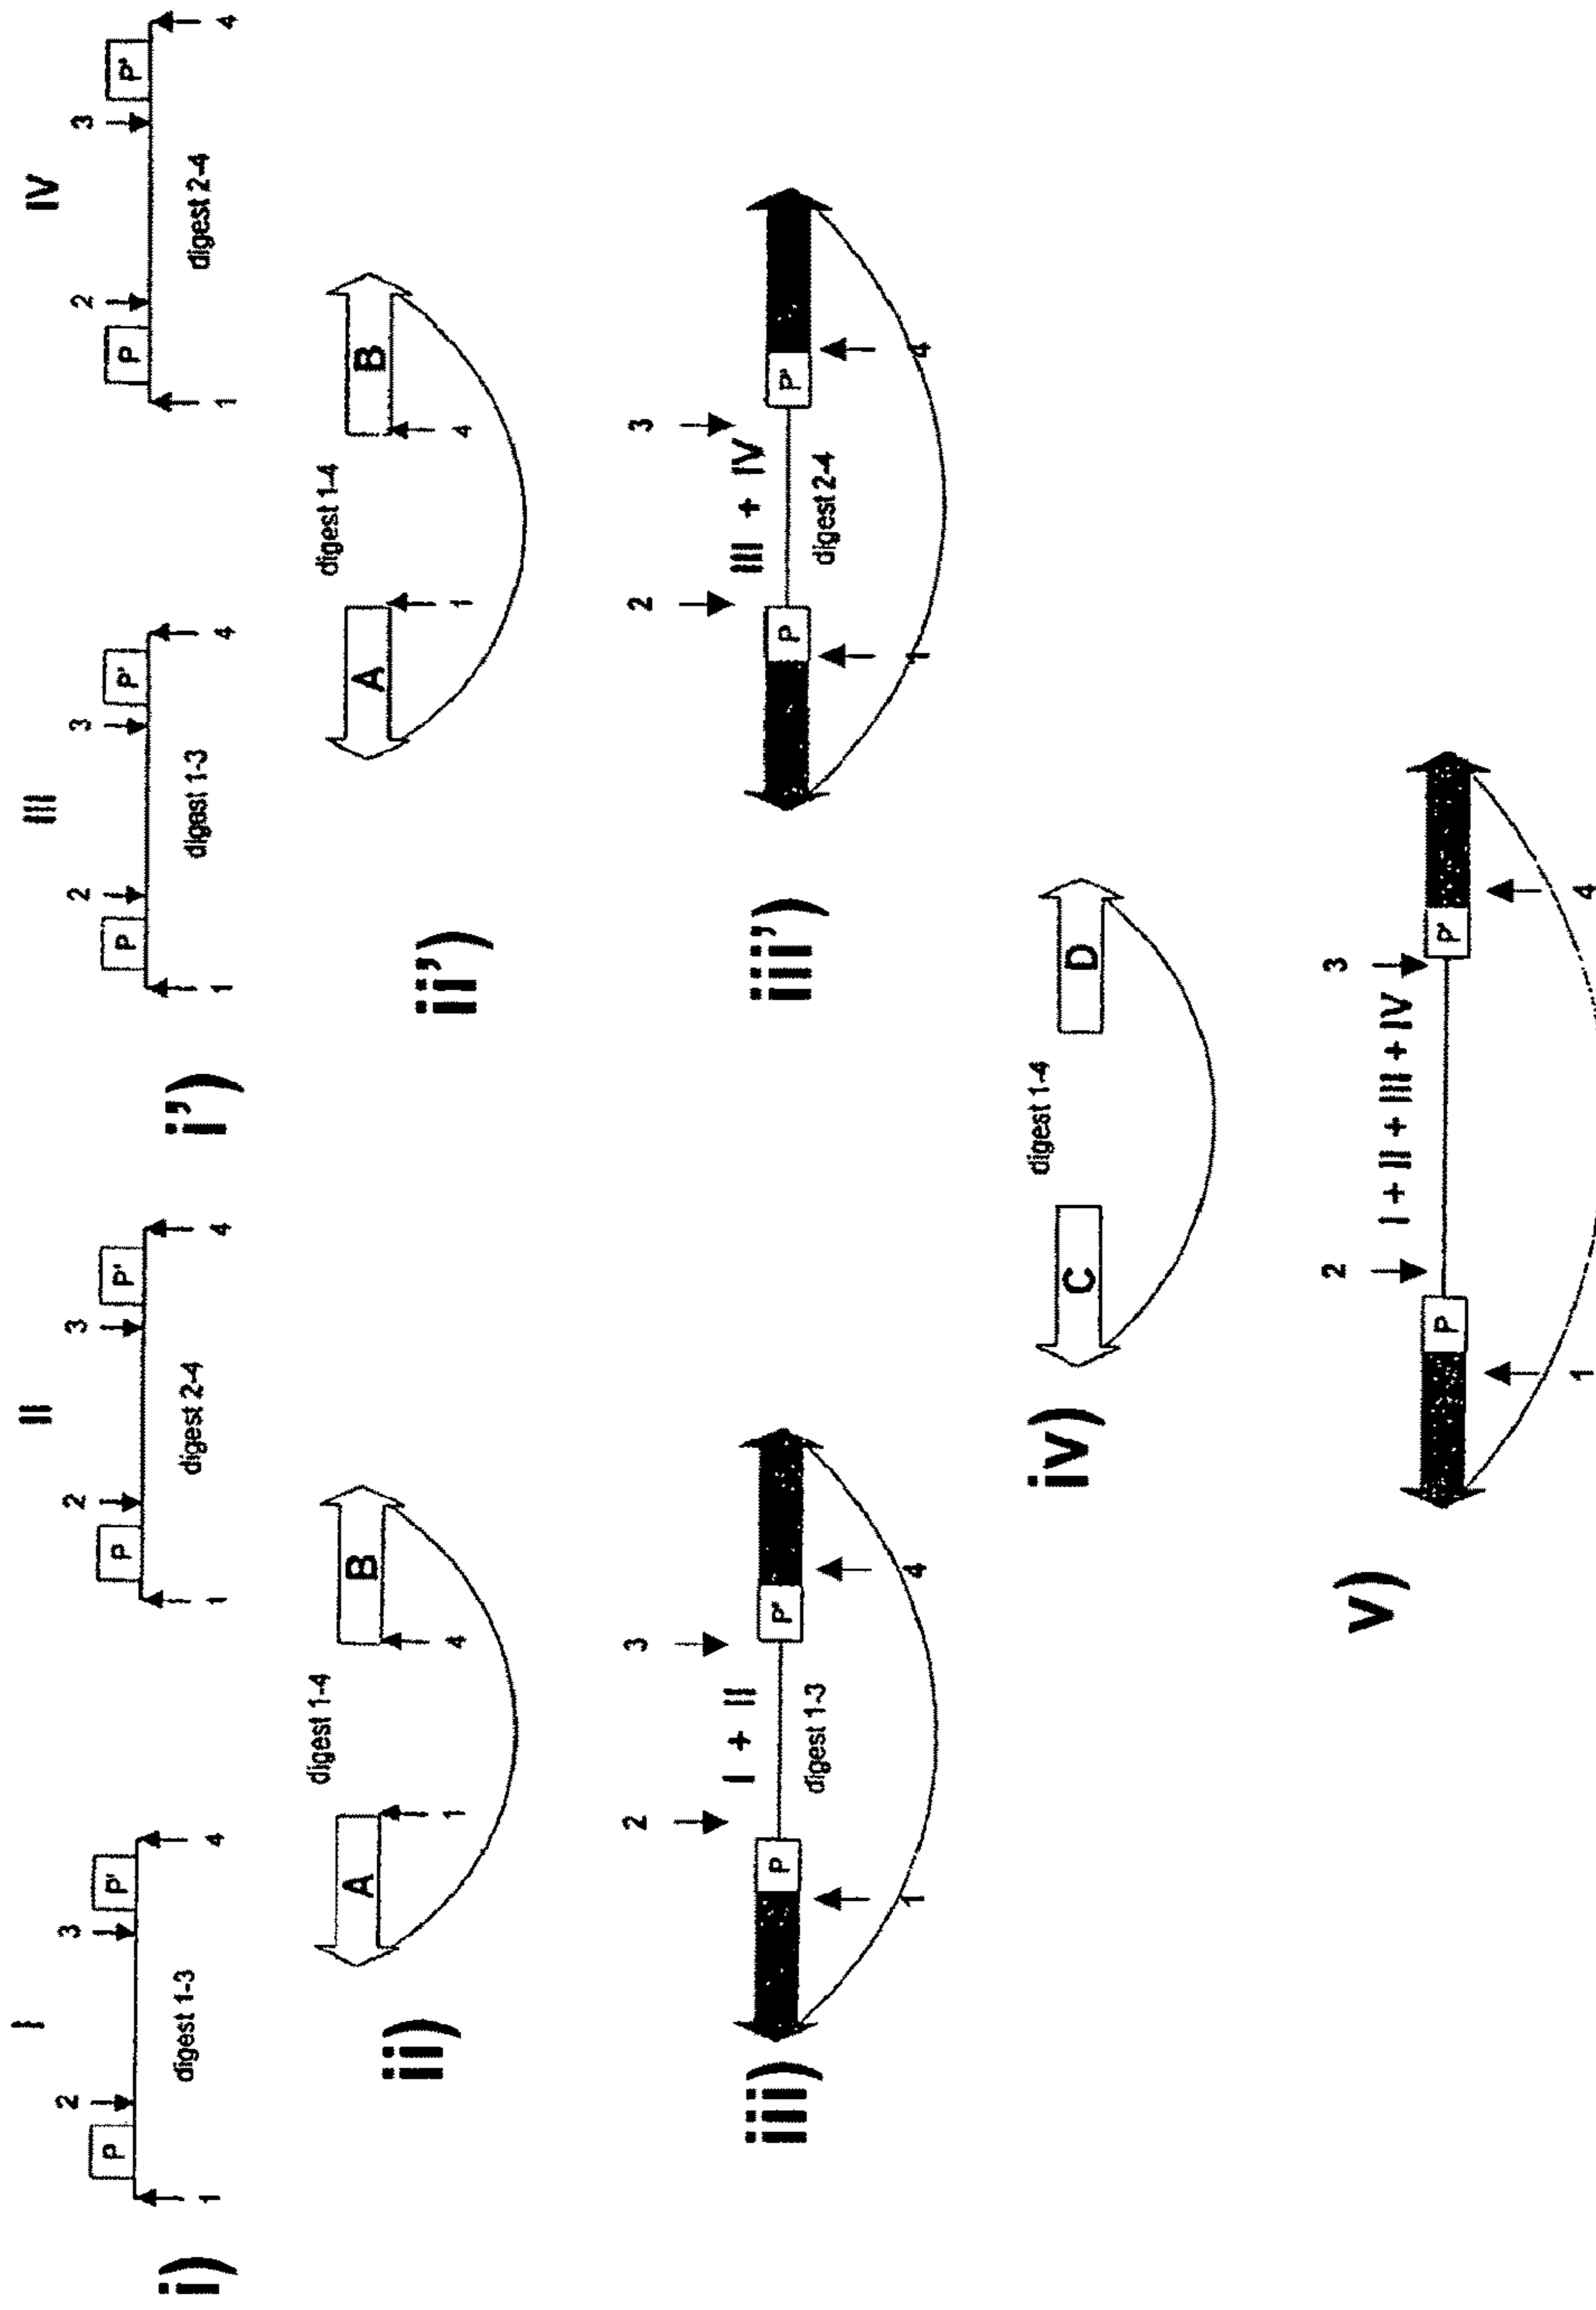 I II III IV
2 3 2 3 2 3 2 3
P P' P P' P P' P P'
i) i')
1 4 1 4 1 4 1 4
digest 1-3 digest 2-4 digest 1-3 digest 2-4
digest 1-4 digest 1-4
ii) A B ii') A B
1 4 1 4
2 3 2 3
I + II III + IV
iii) P P' iii') P P'
digest 1-3 digest 2-4
1 4 1 4
digest 1-4
iv) C D
2 3
I + II + III + IV
v) P P'
1 4